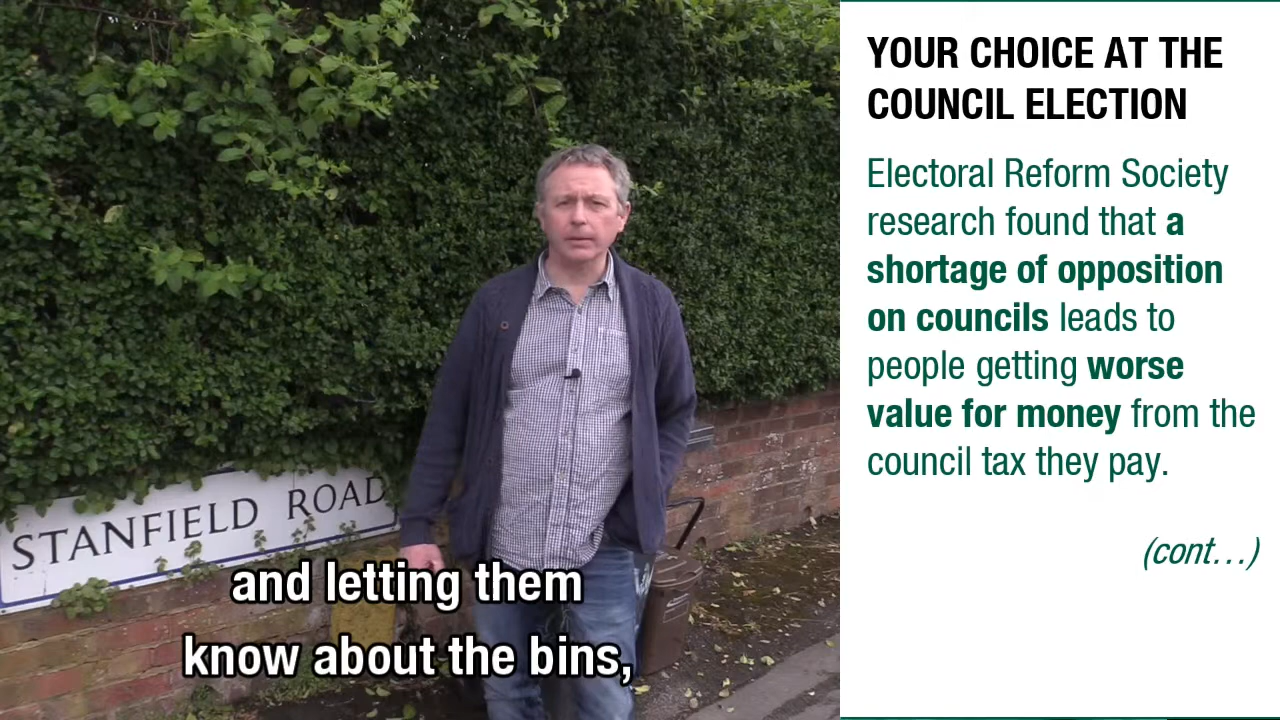 YOUR CHOICE AT THE
COUNCIL ELECTION
Electoral Reform Society
research found that a
shortage of opposition
on councils leads to
people getting worse
value for money from the
council tax they pay.
(cont…)
STANFIELD ROAD
and letting them
know about the bins,